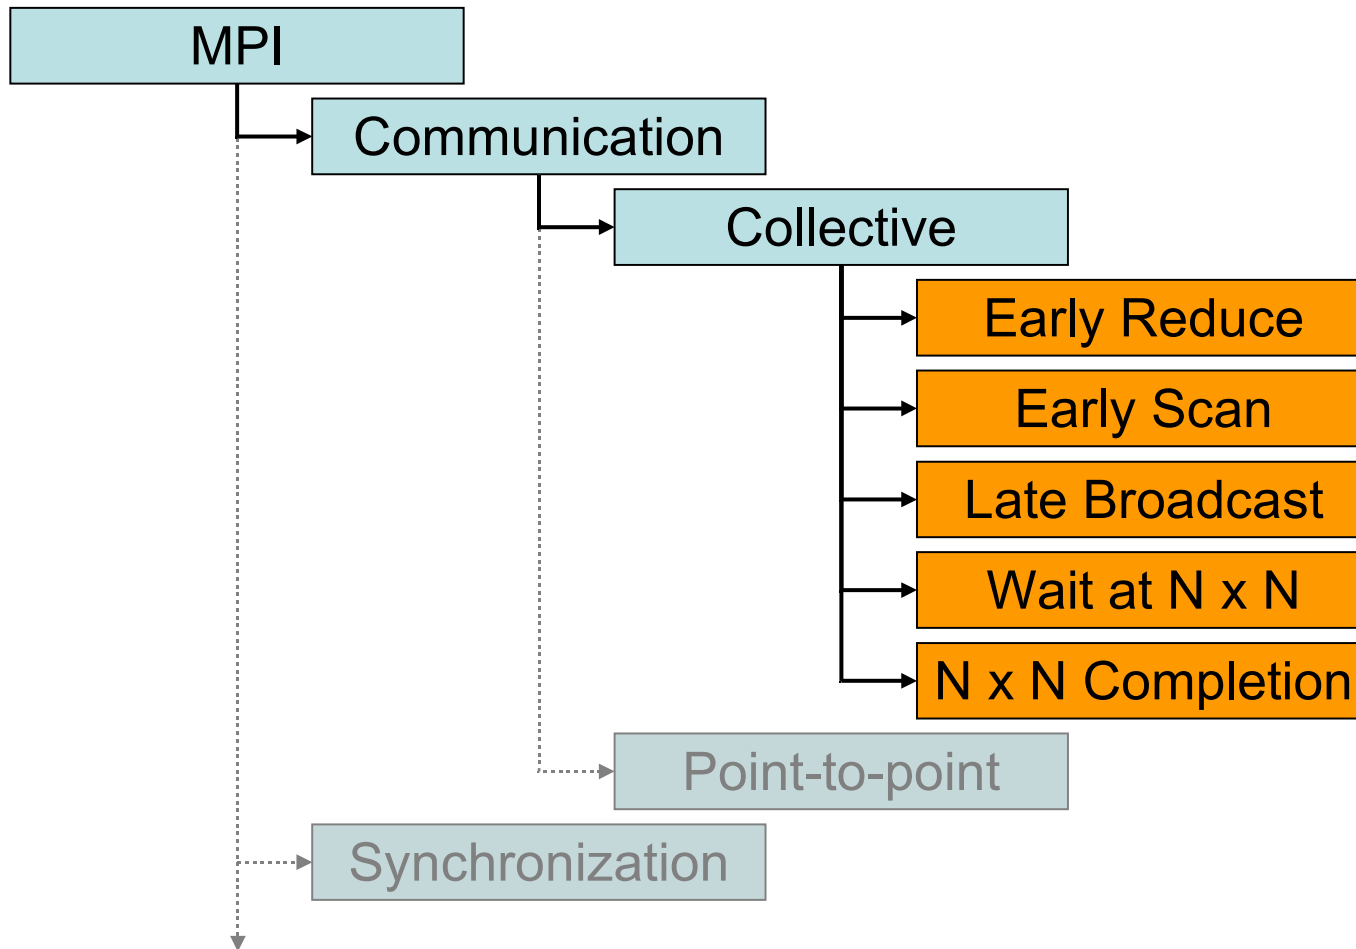 MPI
Communication
Collective
Early Reduce
Early Scan
Late Broadcast
Wait at N x N
N x N Completion
Point-to-point
Synchronization